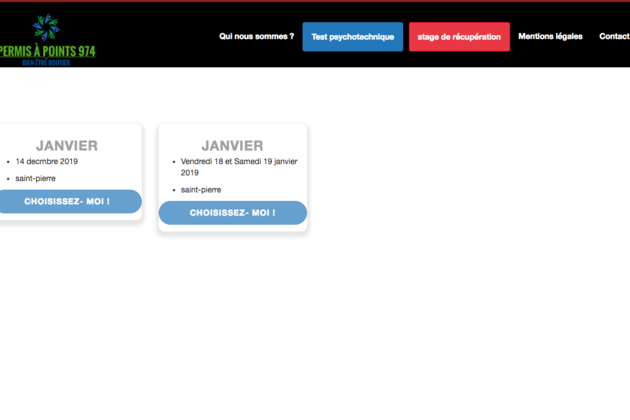 PERMIS À POINTS 974
BIEN-ÊTRE ROUTIER
Qui nous sommes ?
Test psychotechnique
stage de récupération
Mentions légales
Contact
JANVIER
14 decmbre 2019
saint-pierre
CHOISISSEZ- MOI !
JANVIER
Vendredi 18 et Samedi 19 janvier
2019
saint-pierre
CHOISISSEZ- MOI !